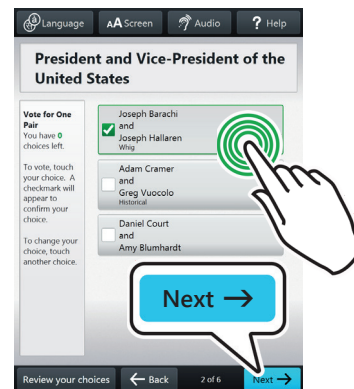 Language
AA Screen
Audio
? Help
President and Vice-President of the
United States
Vote for One
Pair
You have 0
choices left.
To vote, touch
your choice. A
checkmark will
appear to
confirm your
choice.
To change your
choice, touch
another choice.
Joseph Barachi
and
Joseph Hallaren
Whig
Adam Cramer
and
Greg Vuocolo
Historical
Daniel Court
and
Amy Blumhardt
Next →
Review your choices
← Back
2 of 6
Next →